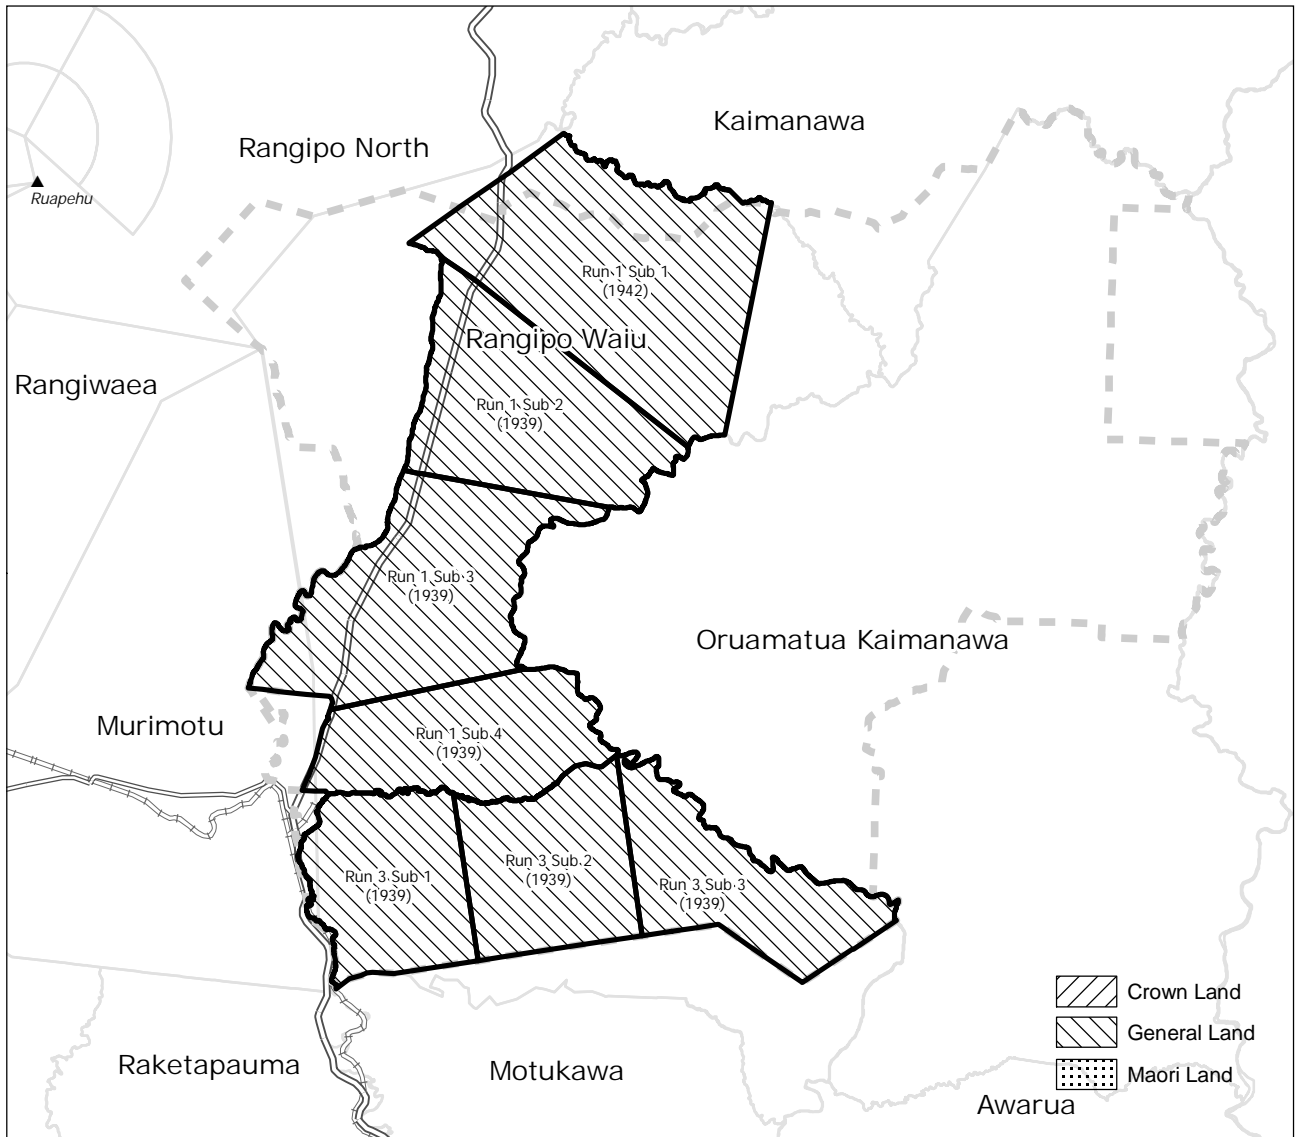 Kaimanawa
Rangipo North
Ruapehu
Run 1 Sub 1
(1942)
Rangipo Waiu
Rangiwaea
Run 1 Sub 2
(1939)
Run 1 Sub 3
(1939)
Oruamatua Kaimanawa
Murimotu
Run 1 Sub 4
(1939)
Run 3 Sub 2
(1939)
Run 3 Sub 1
(1939)
Run 3 Sub 3
(1939)
Crown Land
General Land
Maori Land
Raketapauma
Motukawa
Awarua